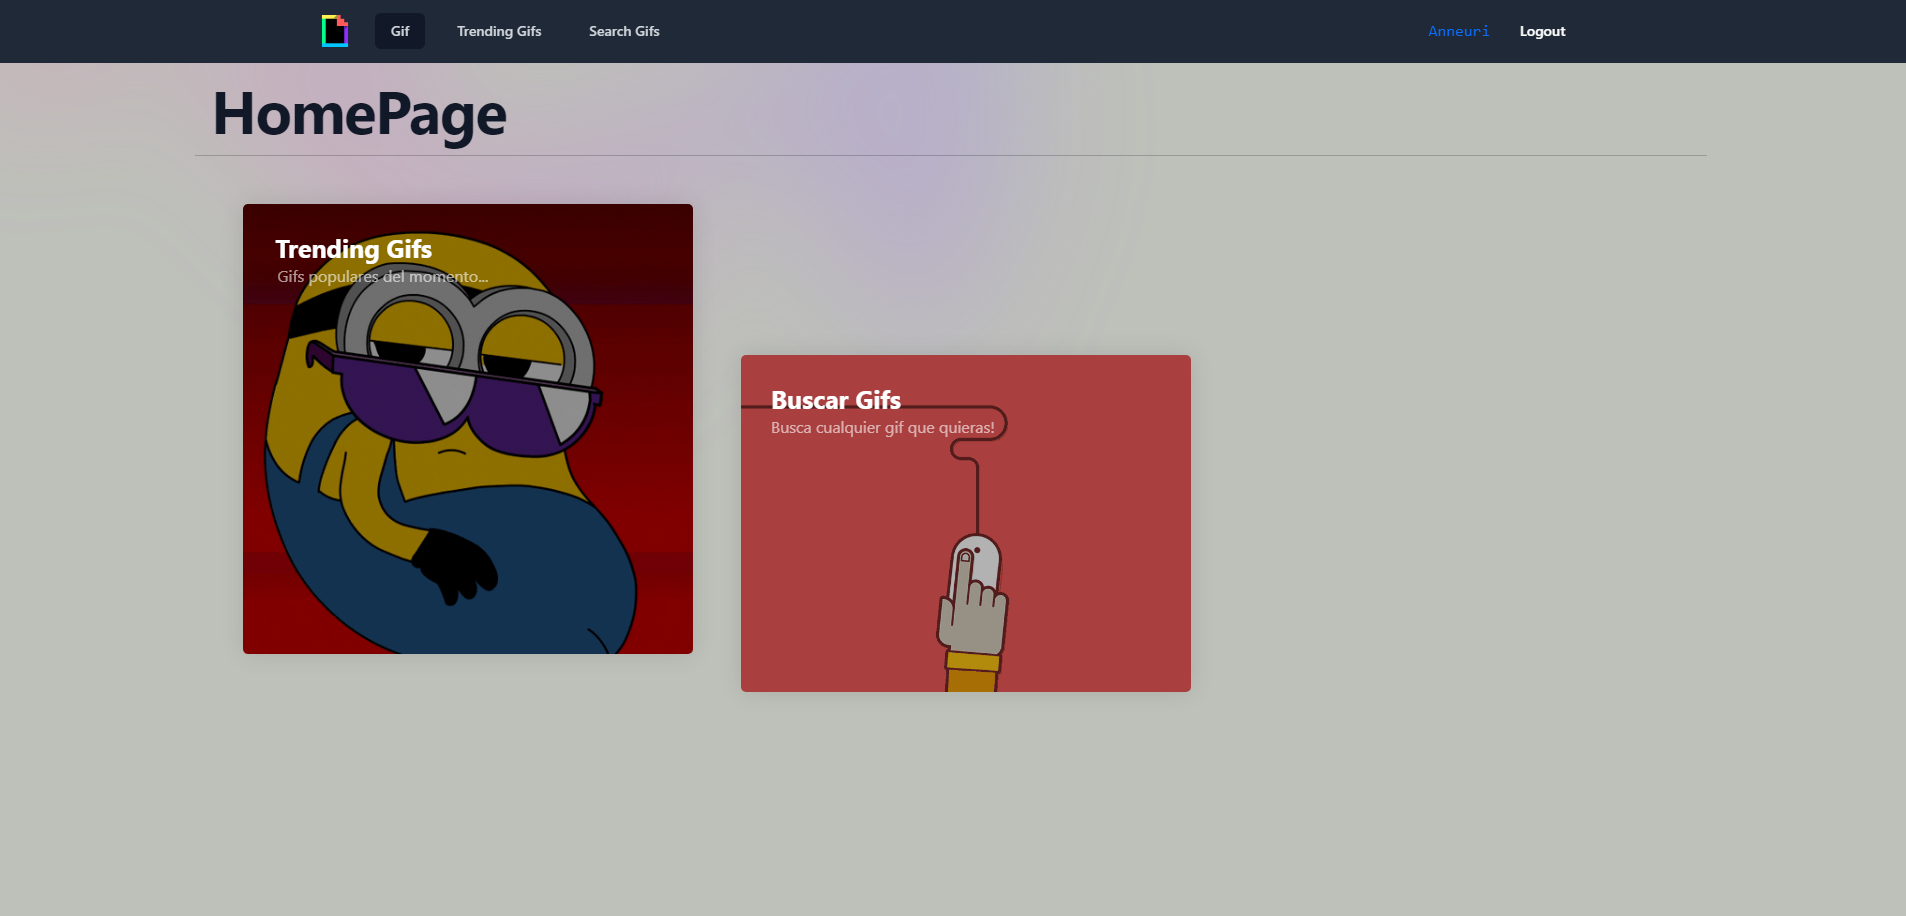 Gif
Trending Gifs
Search Gifs
Anneuri
Logout
HomePage
Trending Gifs
Gifs populares del momento...
Buscar Gifs
Busca cualquier gif que quieras!